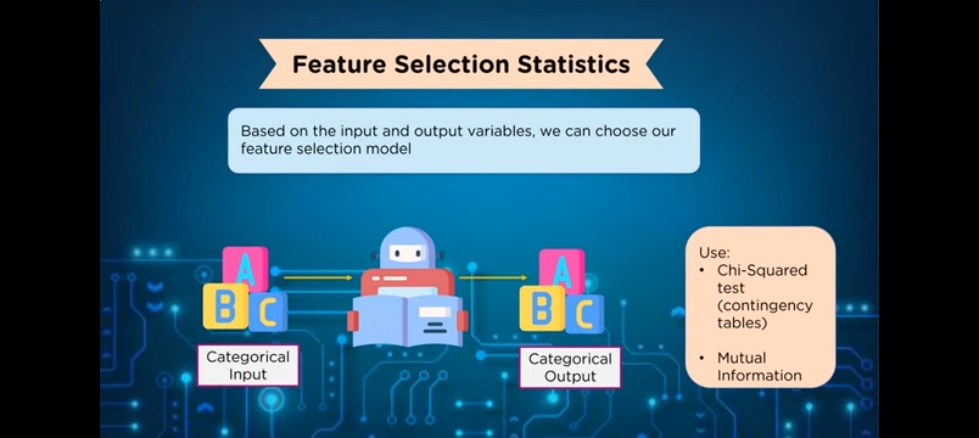 Feature Selection Statistics
Based on the input and output variables, we can choose our
feature selection model
A
B C
Categorical
Input
A
B C
Categorical
Output
Use:
• Chi-Squared
test
(contingency
tables)
• Mutual
Information